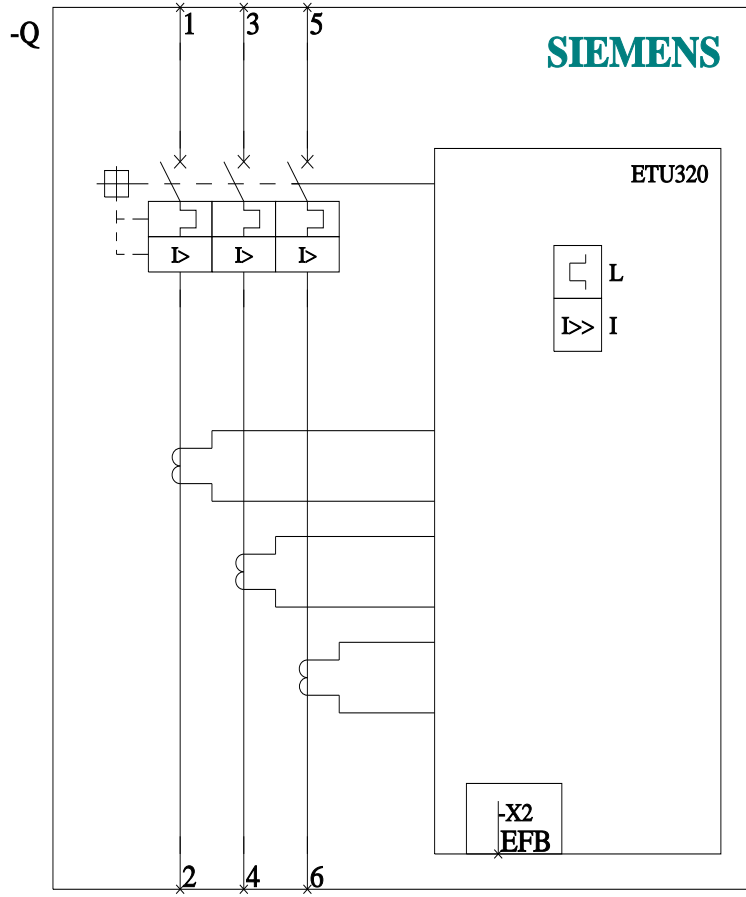 -Q
1 3 5
SIEMENS
ETU320
I> I> I>
L
I>> I
-X2
EFB
2 4 6